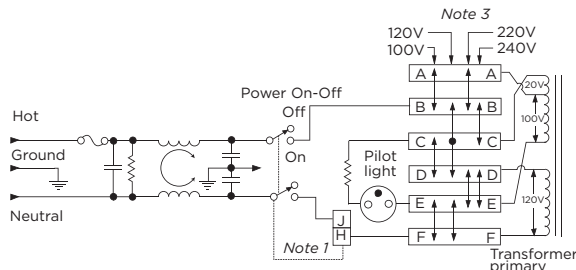 Note 3
120V
220V
100V
240V
A A
20V
Power On-Off
Off
B B
100V
Hot
C C
Ground
On
Pilot
light
D D
120V
E E
Neutral
J
H
Note 1
F F
Transformer
primary